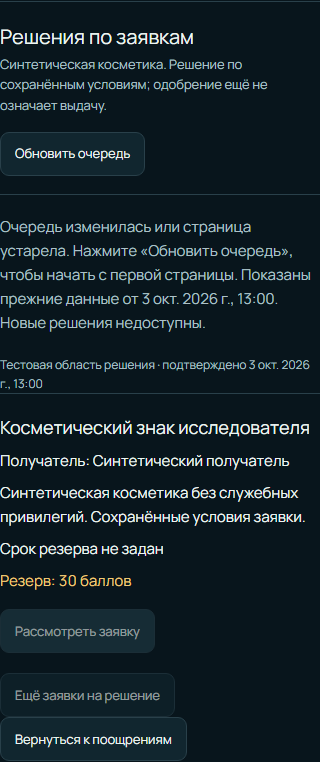 Решения по заявкам
Синтетическая косметика. Решение по
сохранённым условиям; одобрение ещё не
означает выдачу.
Обновить очередь
Очередь изменилась или страница
устарела. Нажмите «Обновить очередь»,
чтобы начать с первой страницы. Показаны
прежние данные от 3 окт. 2026 г., 13:00.
Новые решения недоступны.
Тестовая область решения · подтверждено 3 окт. 2026
г., 13:00
Косметический знак исследователя
Получатель: Синтетический получатель
Синтетическая косметика без служебных
привилегий. Сохранённые условия заявки.
Срок резерва не задан
Резерв: 30 баллов
Рассмотреть заявку
Ещё заявки на решение
Вернуться к поощрениям